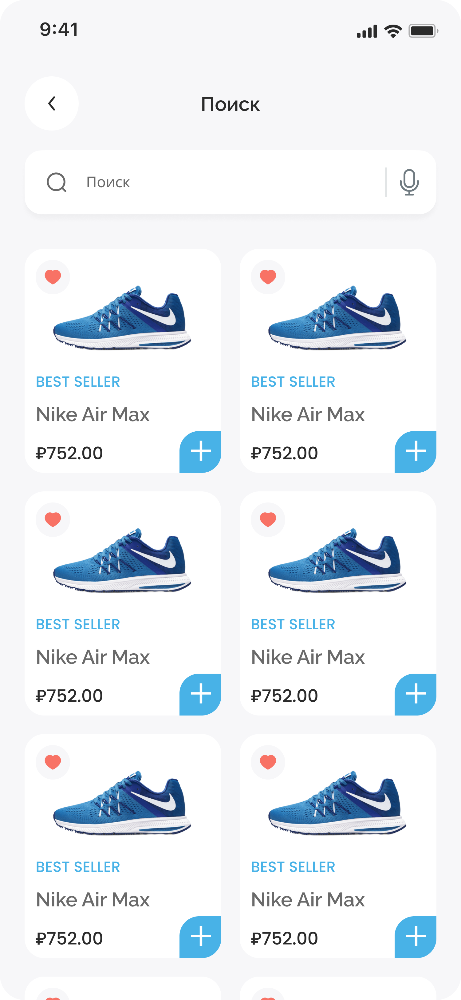 9:41
Поиск
Поиск
BEST SELLER
BEST SELLER
Nike Air Max
Nike Air Max
₽752.00
₽752.00
BEST SELLER
BEST SELLER
Nike Air Max
Nike Air Max
₽752.00
₽752.00
BEST SELLER
BEST SELLER
Nike Air Max
Nike Air Max
₽752.00
₽752.00